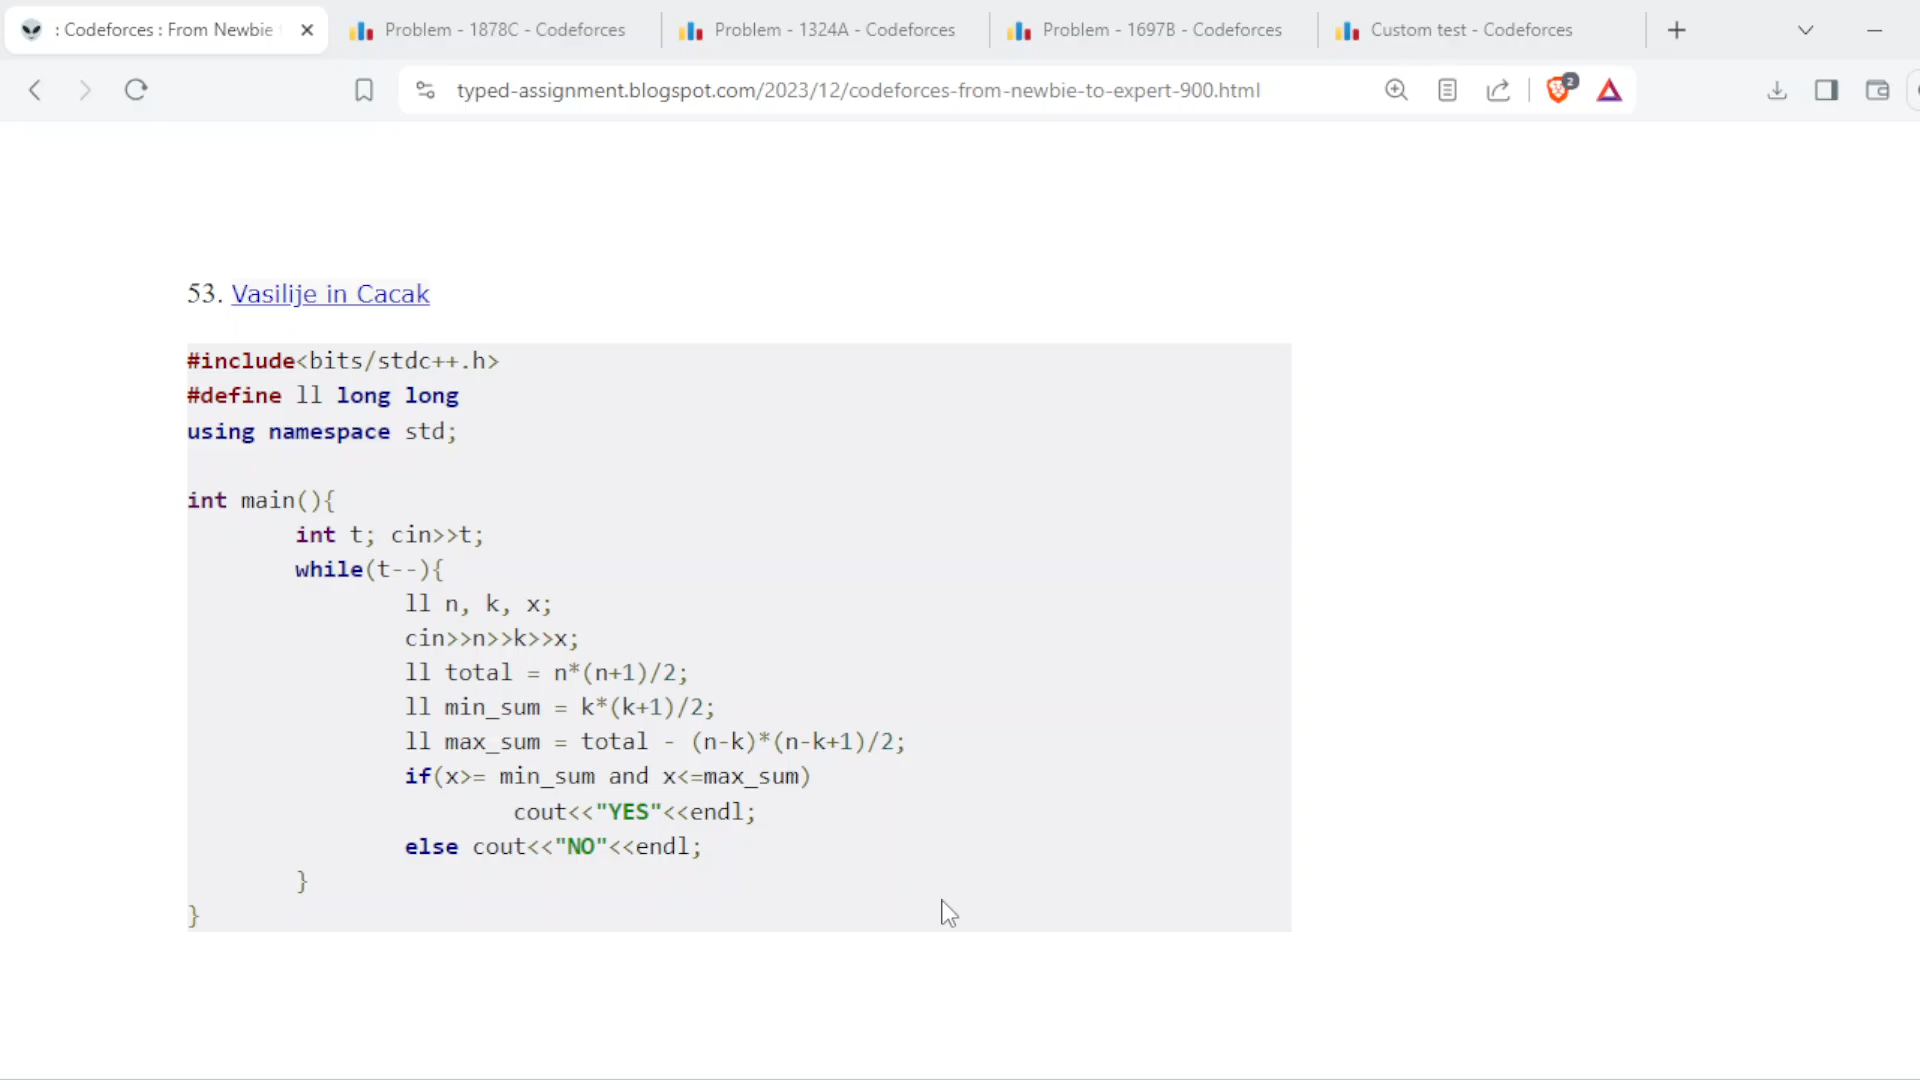 : Codeforces : From Newbie
Problem - 1878C - Codeforces
Problem - 1324A - Codeforces
Problem - 1697B - Codeforces
Custom test - Codeforces
typed-assignment.blogspot.com/2023/12/codeforces-from-newbie-to-expert-900.html
2
53. Vasilije in Cacak
#include<bits/stdc++.h>
#define ll long long
using namespace std;
int main(){
int t; cin>>t;
while(t--){
ll n, k, x;
cin>>n>>k>>x;
ll total = n*(n+1)/2;
ll min_sum = k*(k+1)/2;
ll max_sum = total - (n-k)*(n-k+1)/2;
if(x>= min_sum and x<=max_sum)
cout<<"YES"<<endl;
else cout<<"NO"<<endl;
}
}